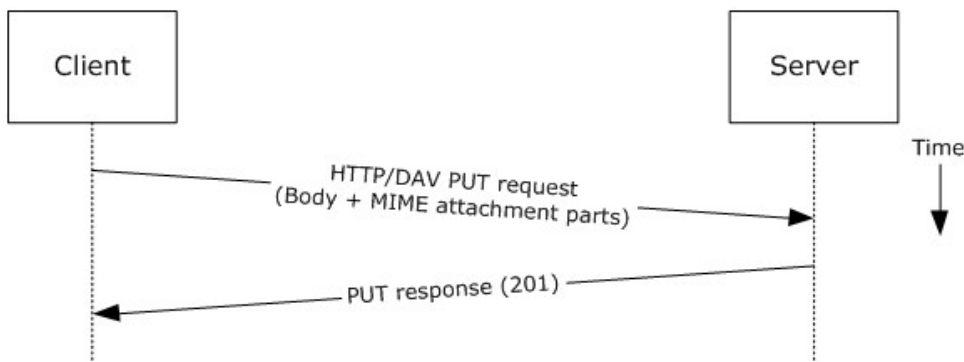 Client
Server
Time
HTTP/DAV PUT request
(Body + MIME attachment parts)
PUT response (201)